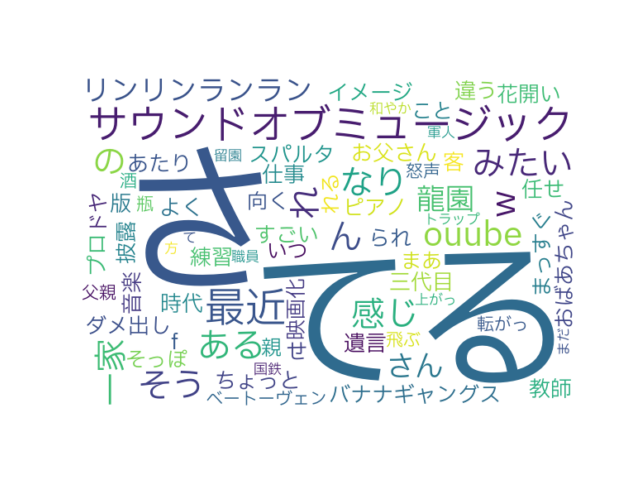 リンリンランラン
イメージ
和やか
こと
違う
花開い
サウンドオブミュージック
軍人
の
あたり
留園
スパルタ
お父さん
客
みたい
酒
仕事
怒声
さ
れ
なり
れる
龍園
w
任せ
ドヤ
版
瓶
よく
向く
ピアノ
トラップ
まっすぐ
おばあちゃん
プロ
披露
て
すごい
ん
られ
ouube
方
練習
職員
いつ
まあ
てる
父親
音楽
時代
最近
映画化
感じ
三代目
上がっ
ダメ出し
f
ある
親
せ
遺言
飛ぶ
転がっ
まだ
一家
そっぽ
国鉄
さん
そう
ちょっと
教師
ベートーヴェン
バナナギャングス